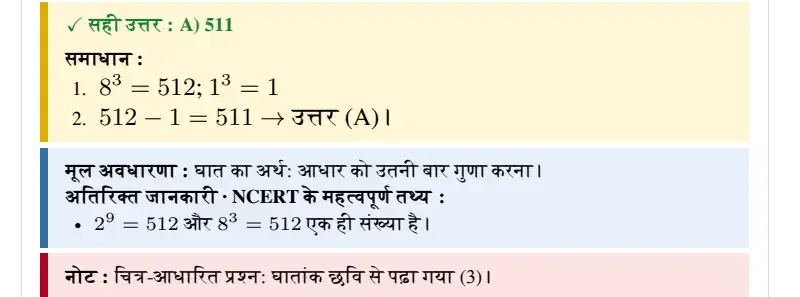 ✓ सही उत्तर : A) 511
समाधान :
1. 8³ = 512; 1³ = 1
2. 512 − 1 = 511 → उत्तर (A)।
मूल अवधारणा : घात का अर्थ: आधार को उतनी बार गुणा करना।
अतिरिक्त जानकारी · NCERT के महत्वपूर्ण तथ्य :
• 2⁹ = 512 और 8³ = 512 एक ही संख्या है।
नोट : चित्र-आधारित प्रश्न: घातांक छवि से पढ़ा गया (3)।